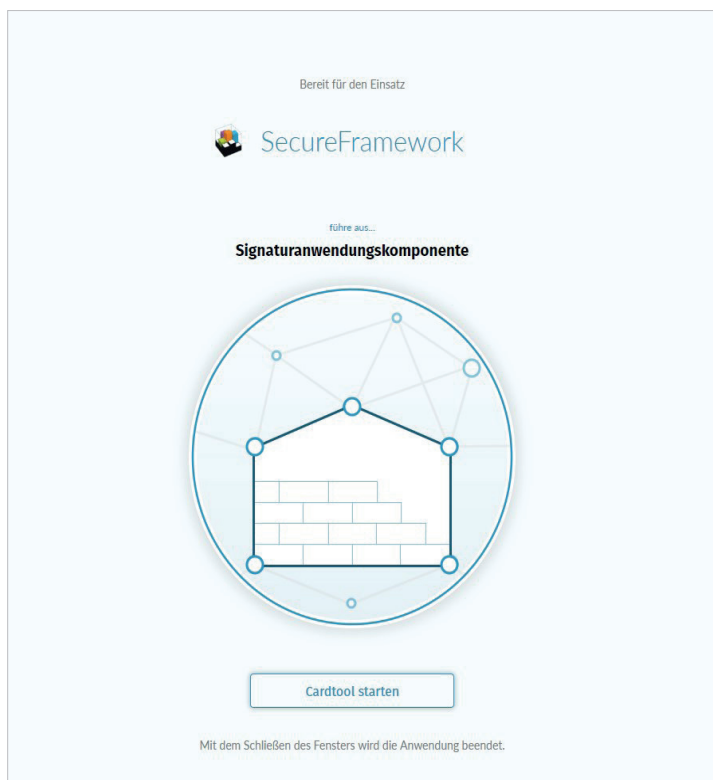 Bereit für den Einsatz
SecureFramework
führe aus...
Signaturanwendungskomponente
Cardtool starten
Mit dem Schließen des Fensters wird die Anwendung beendet.